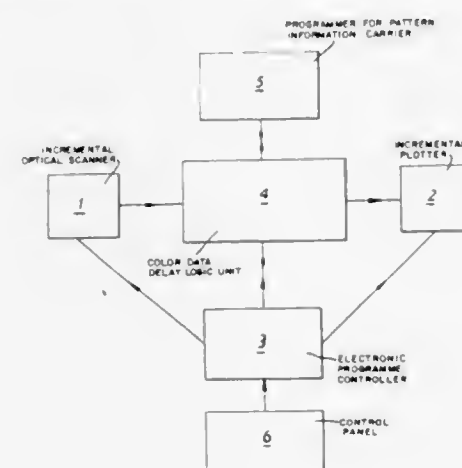 PROGRAMMER FOR PATTERN
INFORMATION CARRIER
5
INCREMENTAL
OPTICAL SCANNER
INCREMENTAL
PLOTTER
1
4
2
COLOR DATA
DELAY LOGIC UNIT
3
ELECTRONIC
PROGRAMME
CONTROLLER
6
CONTROL
PANEL